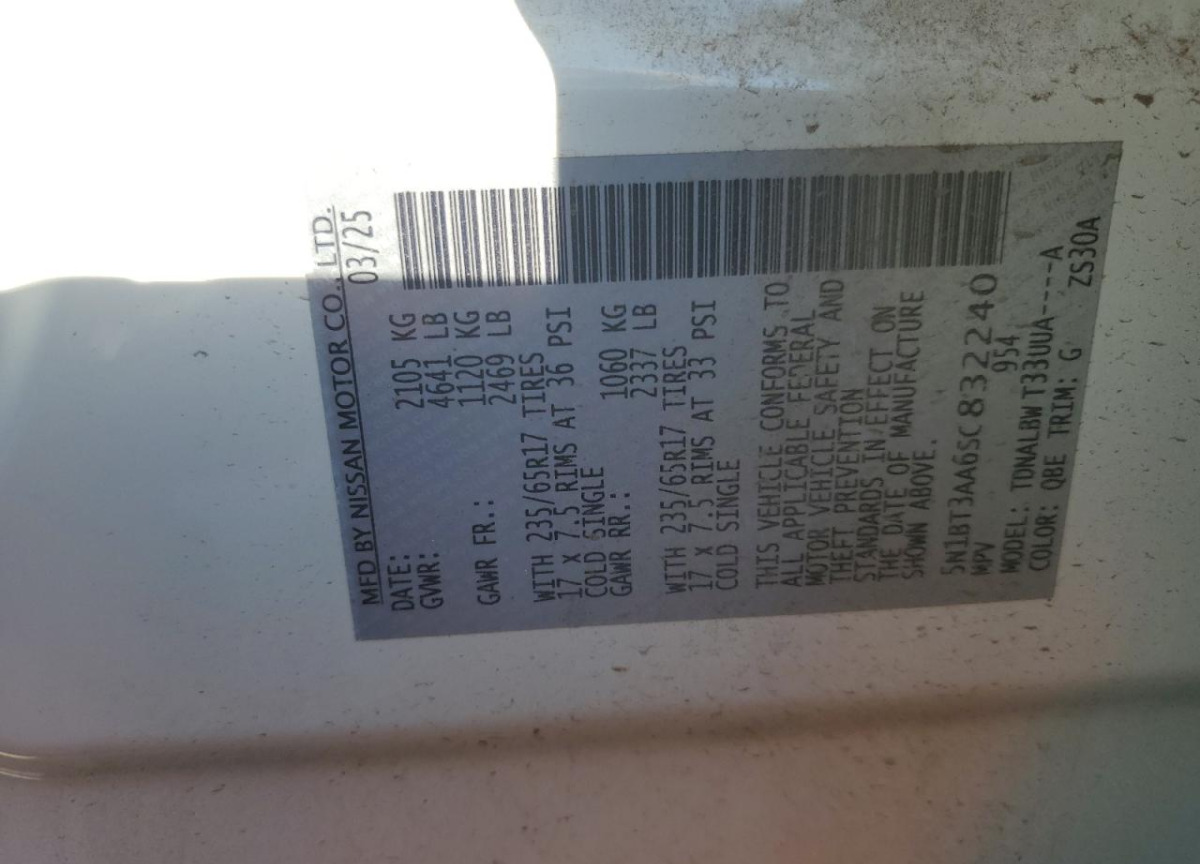 MFD BY NISSAN MOTOR CO., LTD.
DATE: 03/25
GVWR: 2105 KG
4641 LB
GAWR FR.: 1120 KG
2469 LB
WITH 235/65R17 TIRES
17 X 7.5 RIMS AT 36 PSI
COLD SINGLE
GAWR RR.: 1060 KG
2337 LB
WITH 235/65R17 TIRES
17 X 7.5 RIMS AT 33 PSI
COLD SINGLE
THIS VEHICLE CONFORMS TO
ALL APPLICABLE FEDERAL
MOTOR VEHICLE SAFETY AND
THEFT PREVENTION
STANDARDS IN EFFECT ON
THE DATE OF MANUFACTURE
SHOWN ABOVE.
5N1BT3AA6SC832240
MPV 954
MODEL: TONALBW T33UUA----A
COLOR: QBE TRIM: G ZS30A